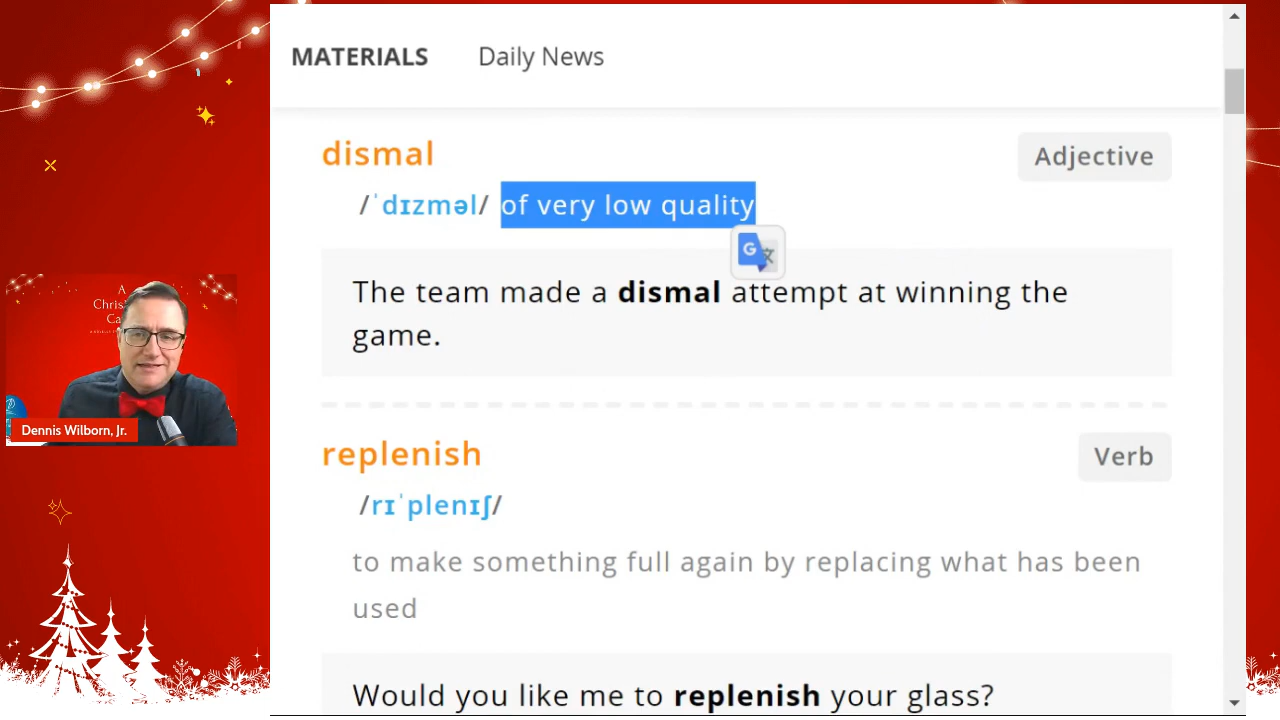 MATERIALS Daily News
dismal
Adjective
/ˈdɪzməl/ of very low quality
The team made a dismal attempt at winning the
game.
replenish
Verb
/rɪˈplenɪʃ/
to make something full again by replacing what has been
used
Would you like me to replenish your glass?
A
Dennis Wilborn, Jr.